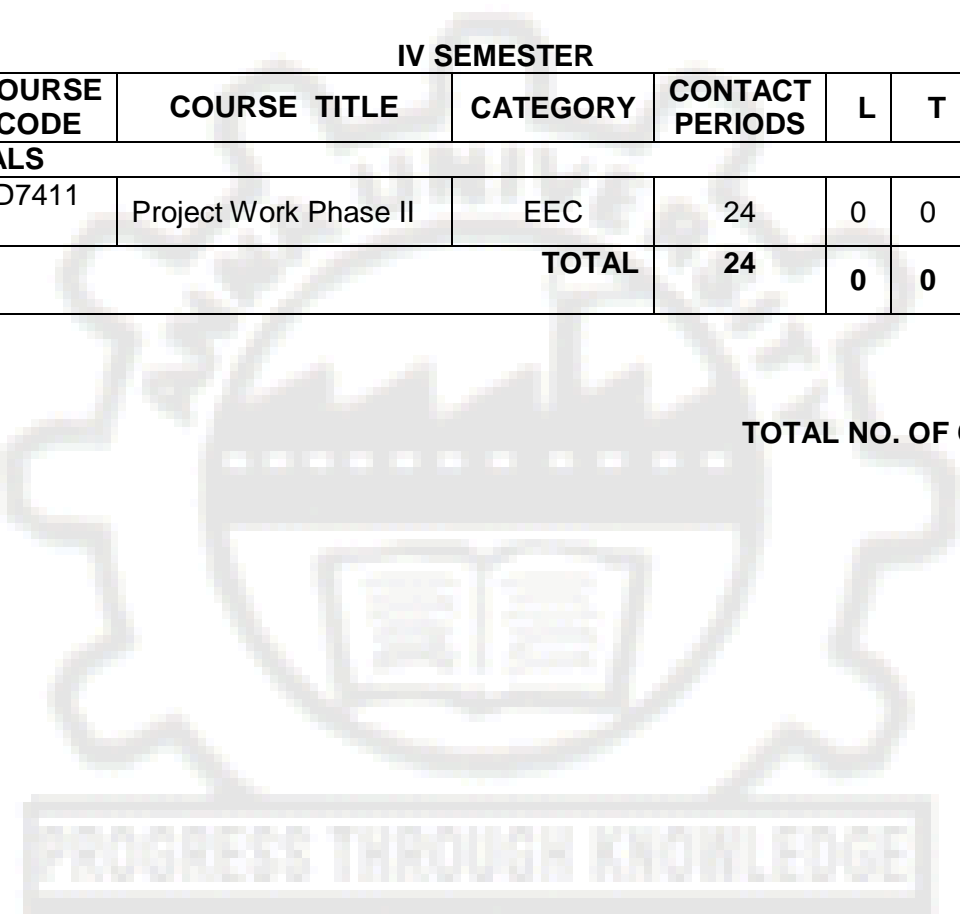 IV SEMESTER
OURSE CODE COURSE TITLE CATEGORY CONTACT PERIODS L T
ALS
D7411 Project Work Phase II EEC 24 0 0
TOTAL 24 0 0
TOTAL NO. OF
UNIVERSITY
PROGRESS THROUGH KNOWLEDGE